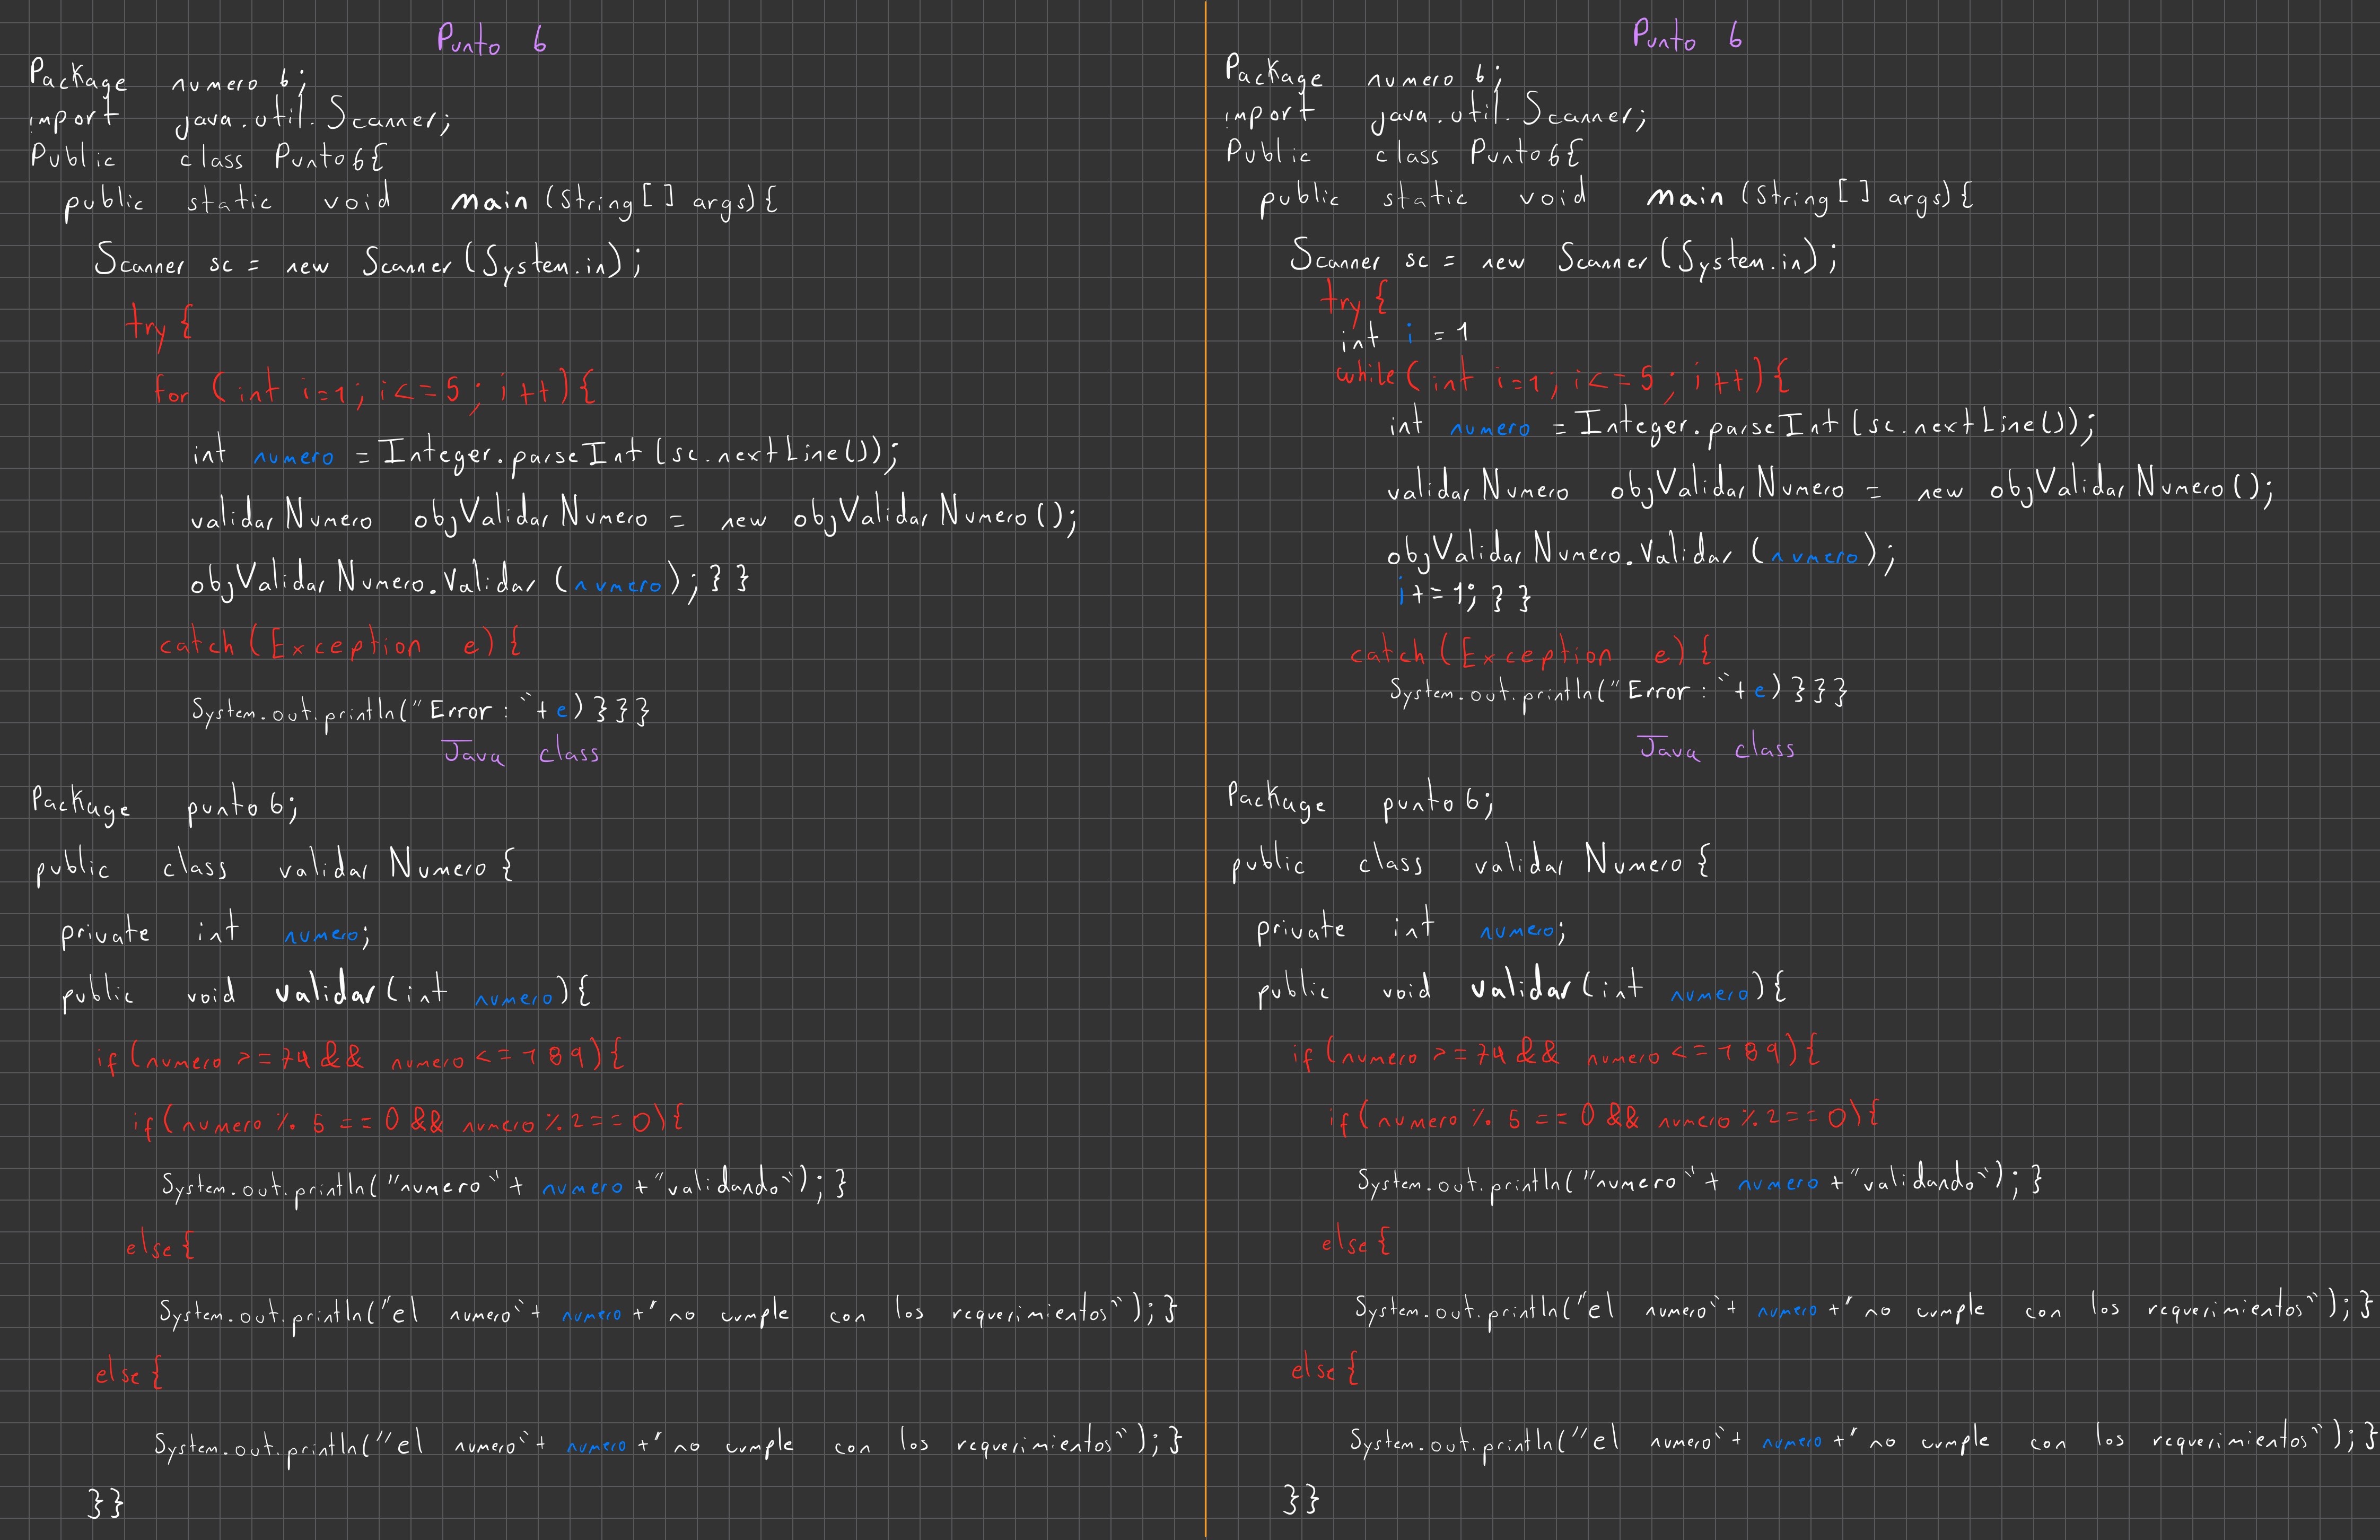 Punto 6
Package numero 6;
import java.util.Scanner;
Public class Punto6{
public static void main (String[] args){
Scanner sc = new Scanner (System.in);
try {
for (int i=1; i<=5; i++){
int numero = Integer.parseInt (sc.nextLine());
validarNumero objValidarNumero = new objValidarNumero();
objValidarNumero.Validar (numero); } }
catch (Exception e) {
System.out.println("Error : "+ e) } } }
Java class
Package punto6;
public class validarNumero {
private int numero;
public void validar (int numero) {
if (numero >= 74 && numero <= 189) {
if (numero % 5 == 0 && numero % 2 == 0) {
System.out.println("numero" + numero + "validando"); }
else {
System.out.println("el numero" + numero + " no cumple con los requerimientos"); }
else {
System.out.println("el numero" + numero + " no cumple con los requerimientos"); }
} }
Punto 6
Package numero 6;
import java.util.Scanner;
Public class Punto6{
public static void main (String[] args){
Scanner sc = new Scanner (System.in);
try {
int i = 1
while (int i=1; i<=5; i++){
int numero = Integer.parseInt (sc.nextLine());
validarNumero objValidarNumero = new objValidarNumero();
objValidarNumero.Validar (numero);
i+=1; } }
catch (Exception e) {
System.out.println("Error : "+ e) } } }
Java class
Package punto6;
public class validarNumero {
private int numero;
public void validar (int numero) {
if (numero >= 74 && numero <= 189) {
if (numero % 5 == 0 && numero % 2 == 0) {
System.out.println("numero" + numero + "validando"); }
else {
System.out.println("el numero" + numero + " no cumple con los requerimientos"); }
else {
System.out.println("el numero" + numero + " no cumple con los requerimientos"); }
} }